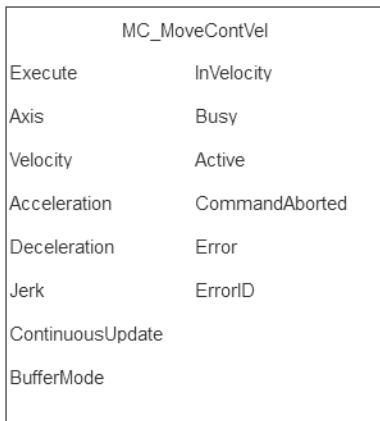 MC_MoveContVel
Execute InVelocity
Axis Busy
Velocity Active
Acceleration CommandAborted
Deceleration Error
Jerk ErrorID
ContinuousUpdate
BufferMode